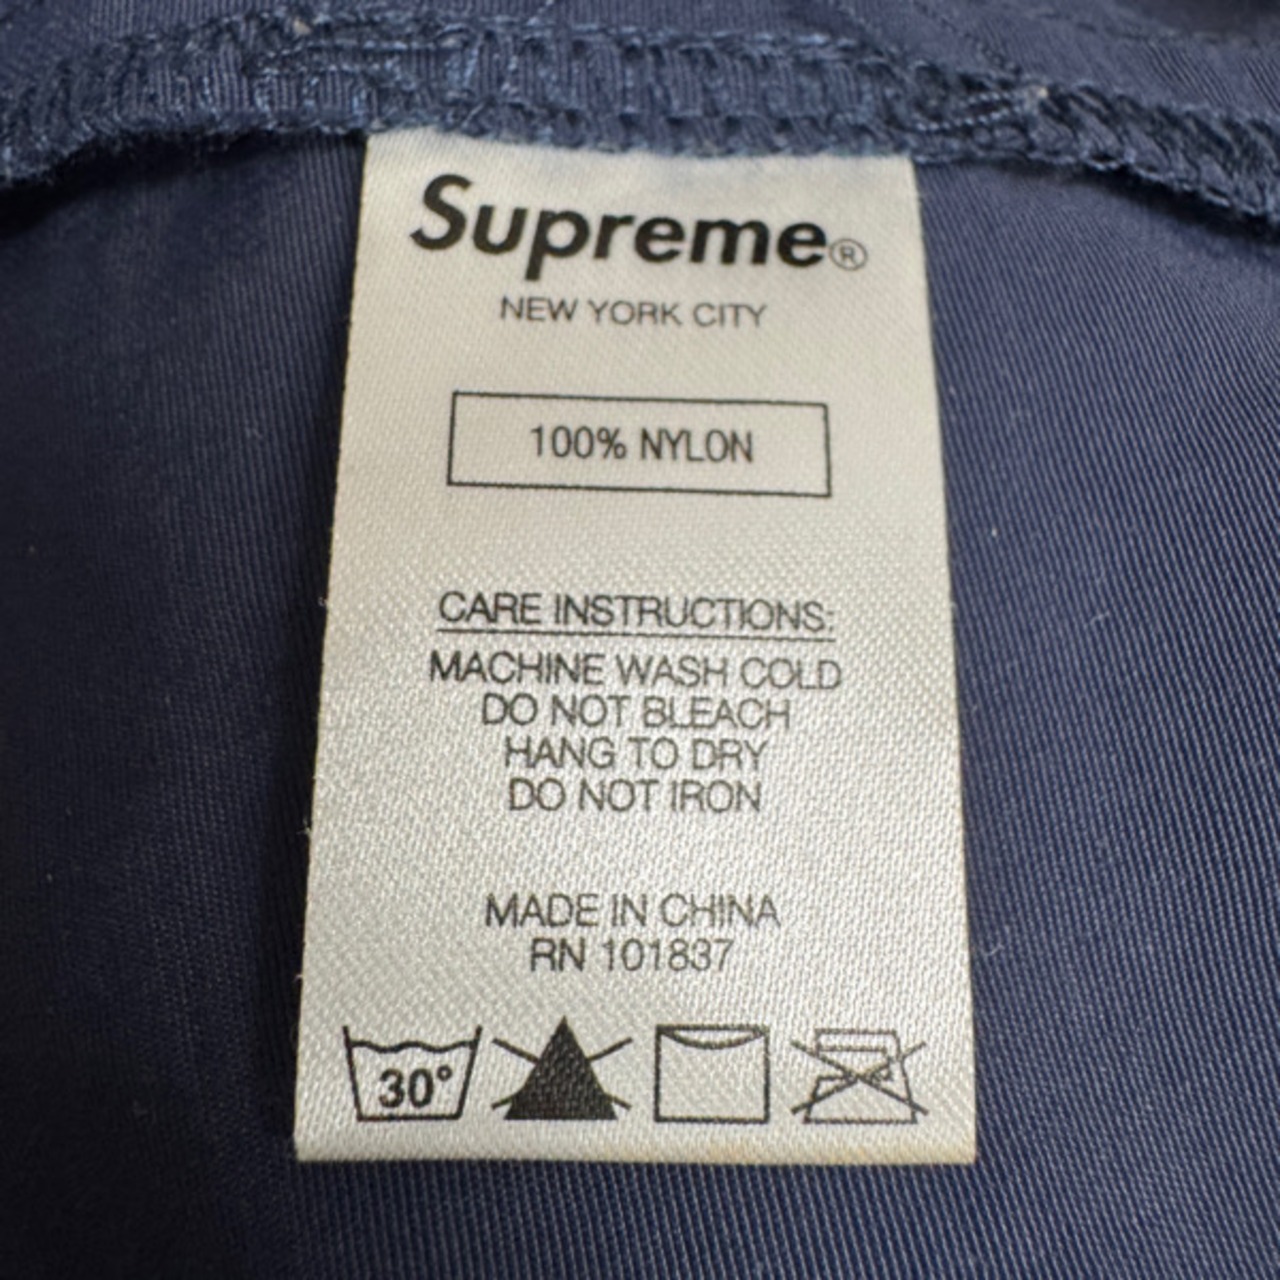 Supreme®
NEW YORK CITY
100% NYLON
CARE INSTRUCTIONS:
MACHINE WASH COLD
DO NOT BLEACH
HANG TO DRY
DO NOT IRON
MADE IN CHINA
RN 101837
30°